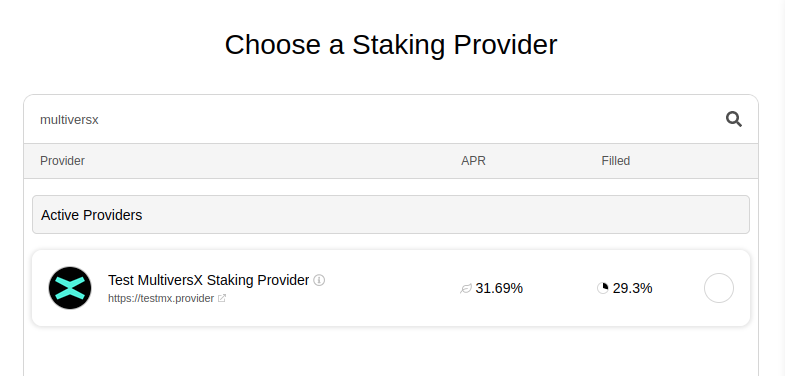 Choose a Staking Provider
multiversx
Provider APR Filled
Active Providers
Test MultiversX Staking Provider 31.69% 29.3%
https://testmx.provider